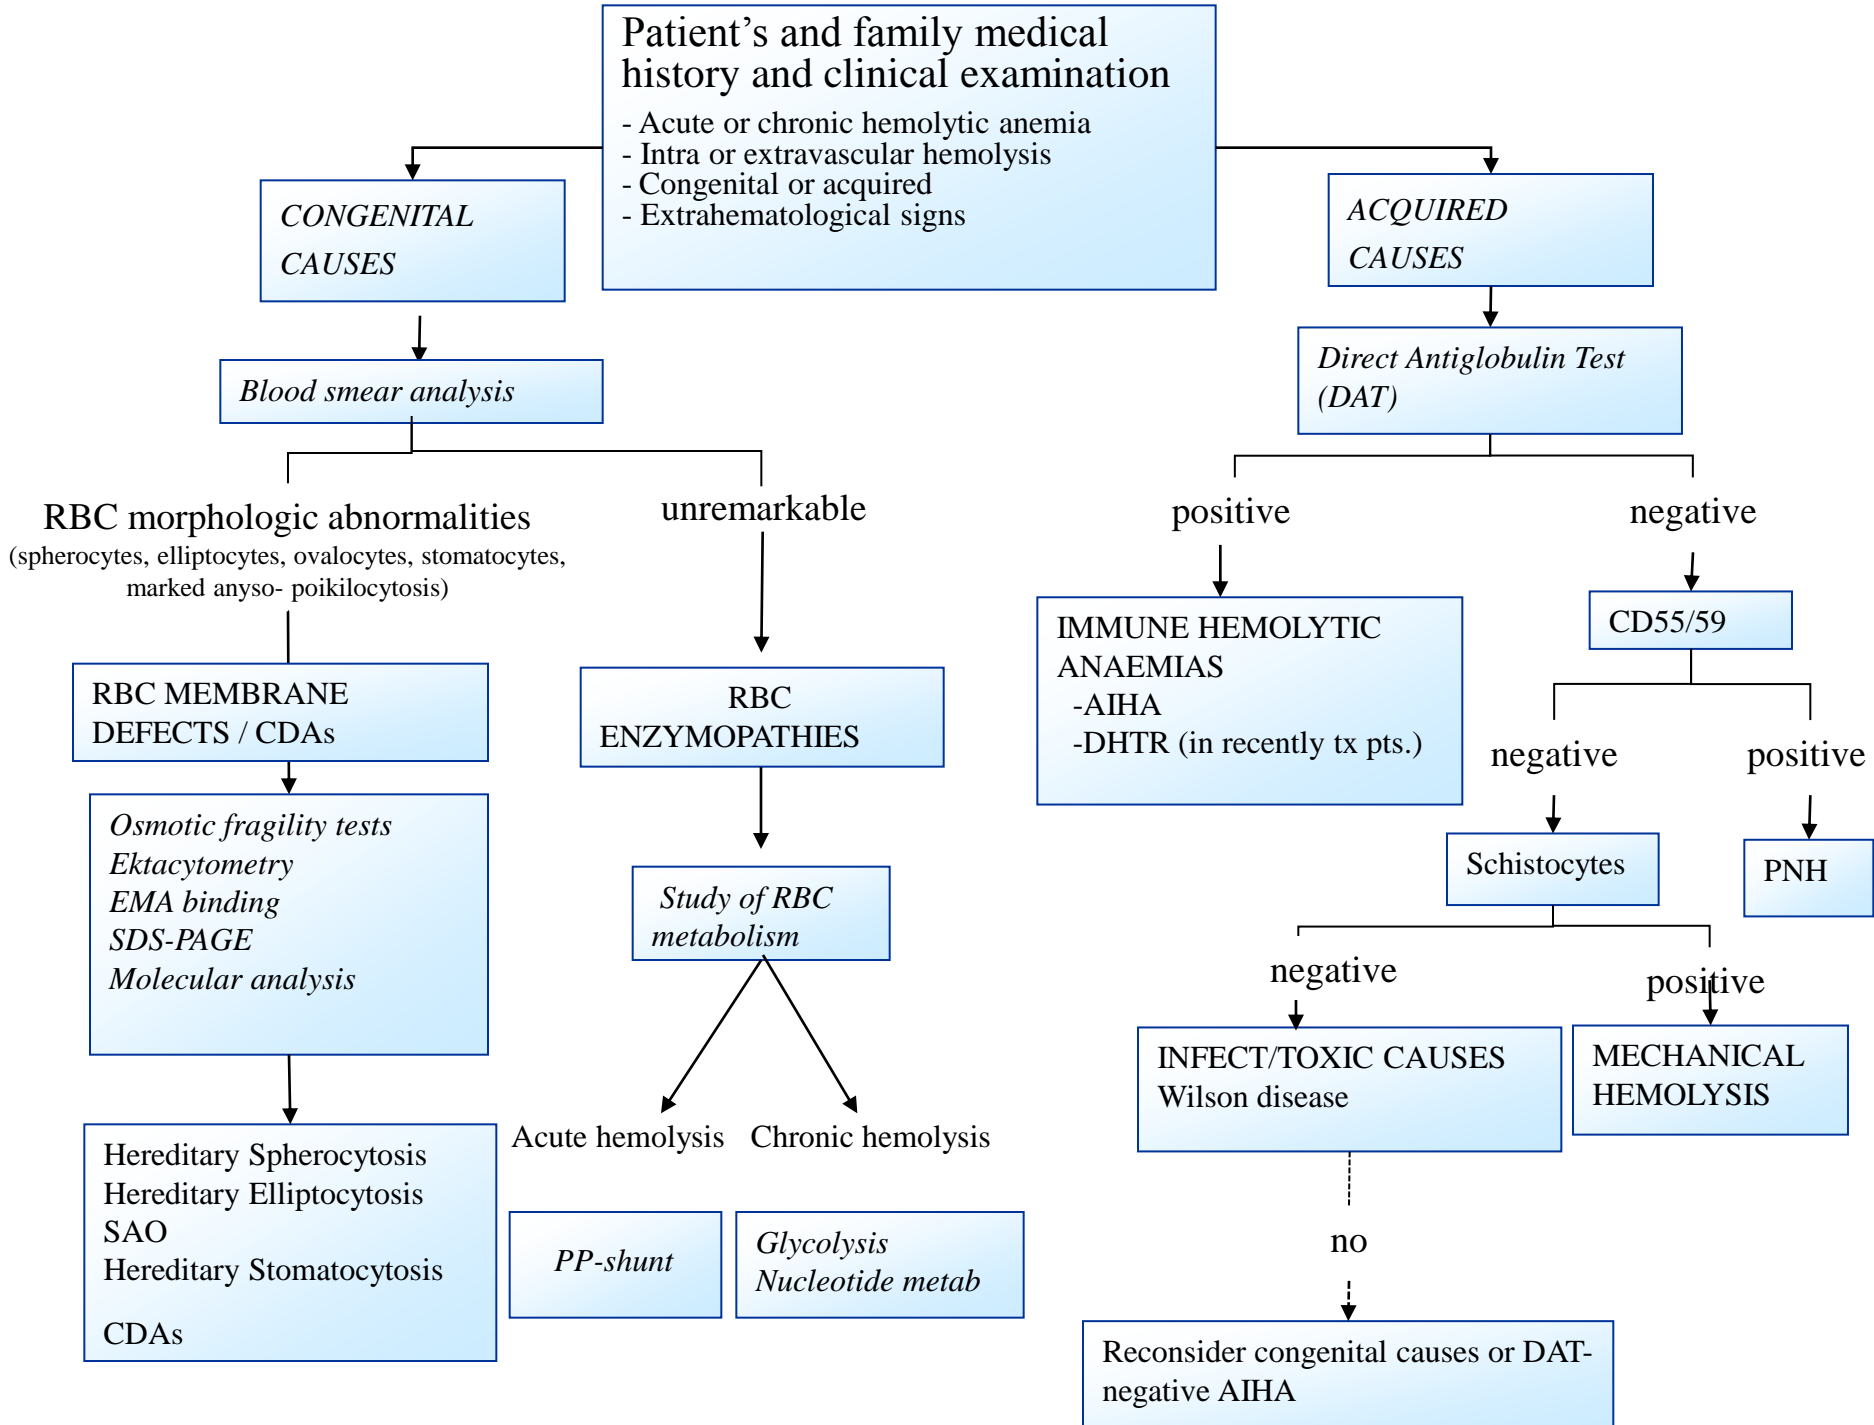 Patient’s and family medical
history and clinical examination
- Acute or chronic hemolytic anemia
- Intra or extravascular hemolysis
- Congenital or acquired
- Extrahematological signs
CONGENITAL
CAUSES
ACQUIRED
CAUSES
Blood smear analysis
Direct Antiglobulin Test
(DAT)
RBC morphologic abnormalities
(spherocytes, elliptocytes, ovalocytes, stomatocytes,
marked anyso- poikilocytosis)
unremarkable
positive
negative
RBC MEMBRANE
DEFECTS / CDAs
RBC
ENZYMOPATHIES
IMMUNE HEMOLYTIC
ANAEMIAS
-AIHA
-DHTR (in recently tx pts.)
CD55/59
negative
positive
Osmotic fragility tests
Ektacytometry
EMA binding
SDS-PAGE
Molecular analysis
Study of RBC
metabolism
Schistocytes
PNH
negative
positive
Acute hemolysis
Chronic hemolysis
INFECT/TOXIC CAUSES
Wilson disease
MECHANICAL
HEMOLYSIS
Hereditary Spherocytosis
Hereditary Elliptocytosis
SAO
Hereditary Stomatocytosis
CDAs
PP-shunt
Glycolysis
Nucleotide metab
no
Reconsider congenital causes or DAT-
negative AIHA